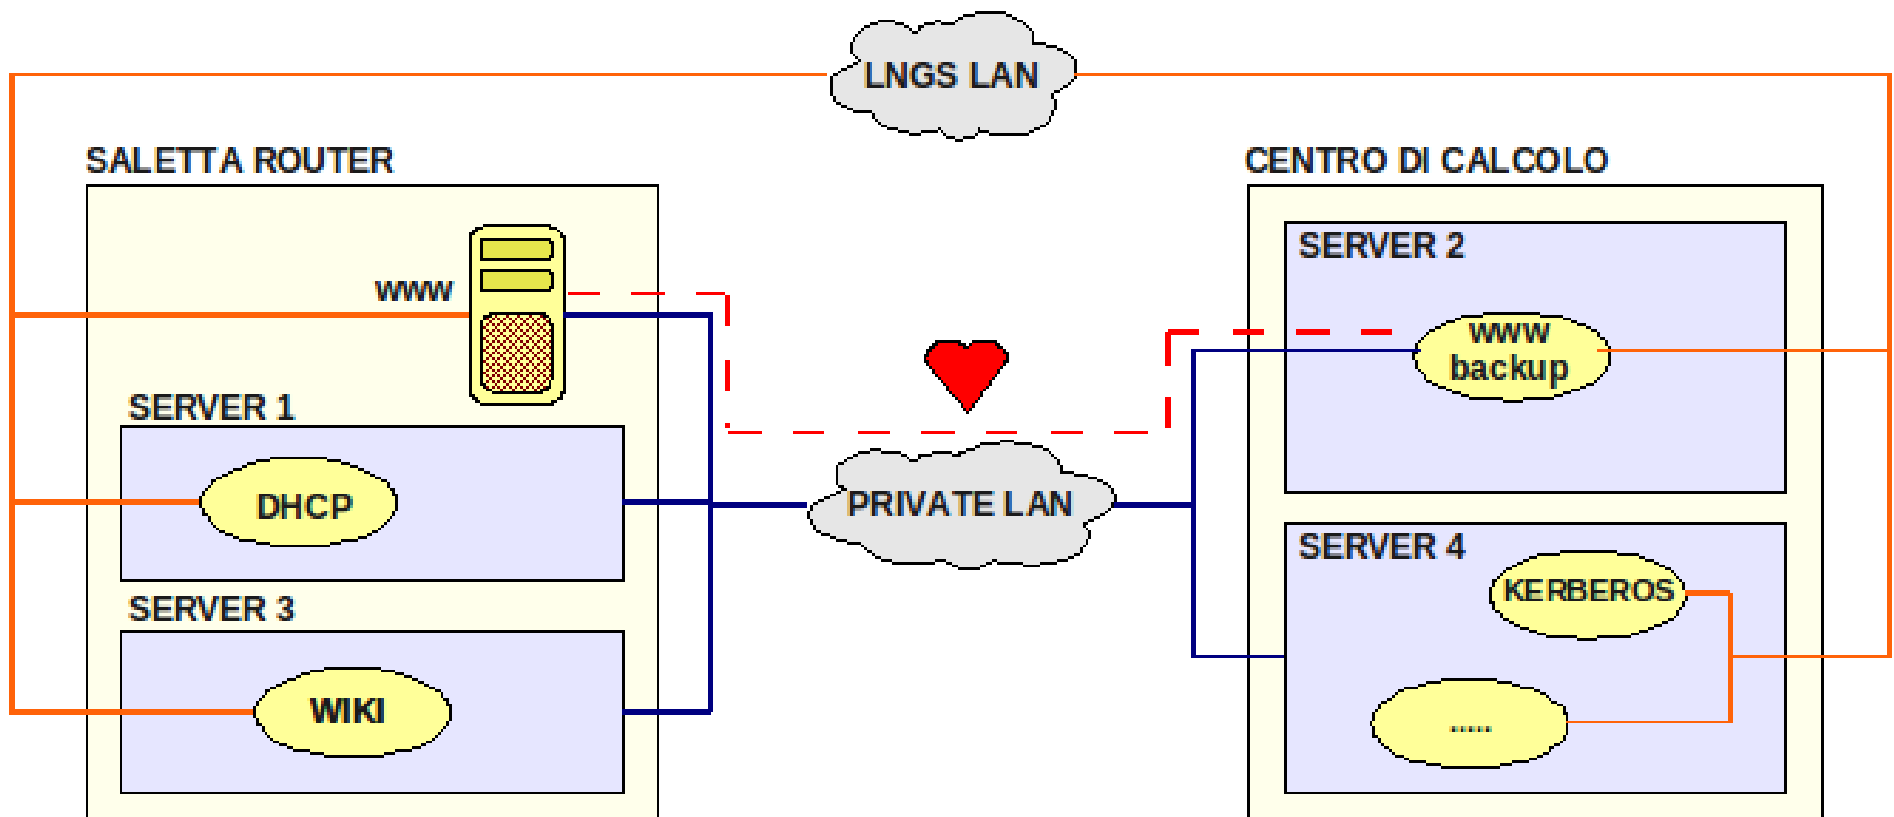 LNGS LAN
SALETTA ROUTER
CENTRO DI CALCOLO
www
SERVER 1
DHCP
SERVER 3
WIKI
PRIVATE LAN
SERVER 2
www
backup
SERVER 4
KERBEROS
.....